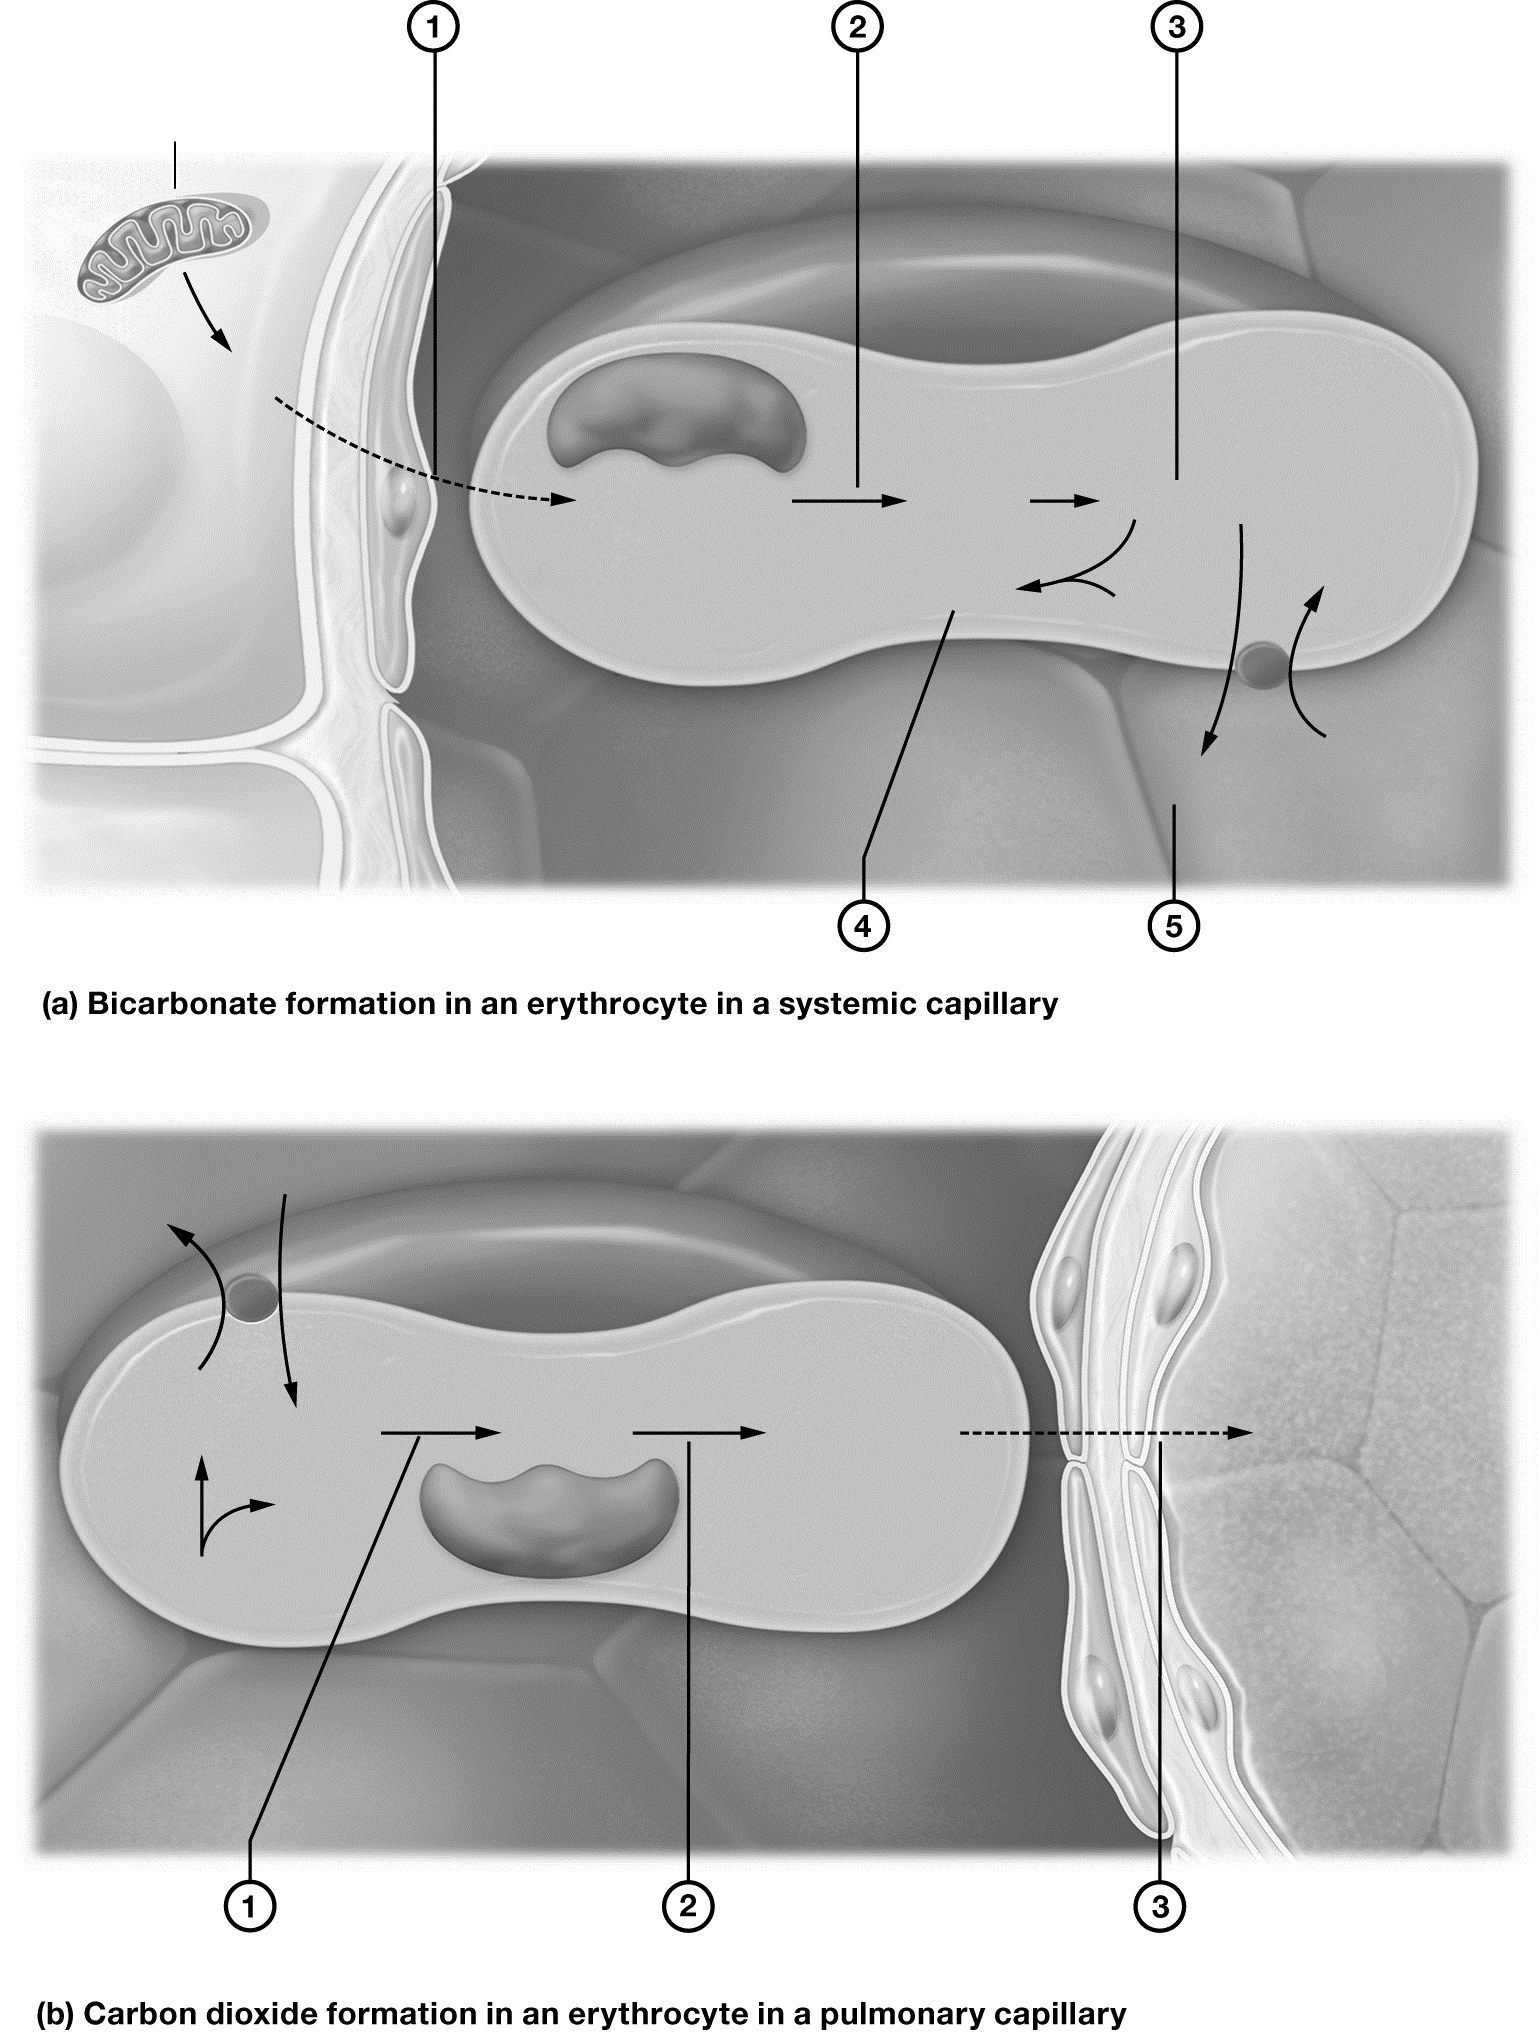 1 2 3
4 5
(a) Bicarbonate formation in an erythrocyte in a systemic capillary
1 2 3
(b) Carbon dioxide formation in an erythrocyte in a pulmonary capillary